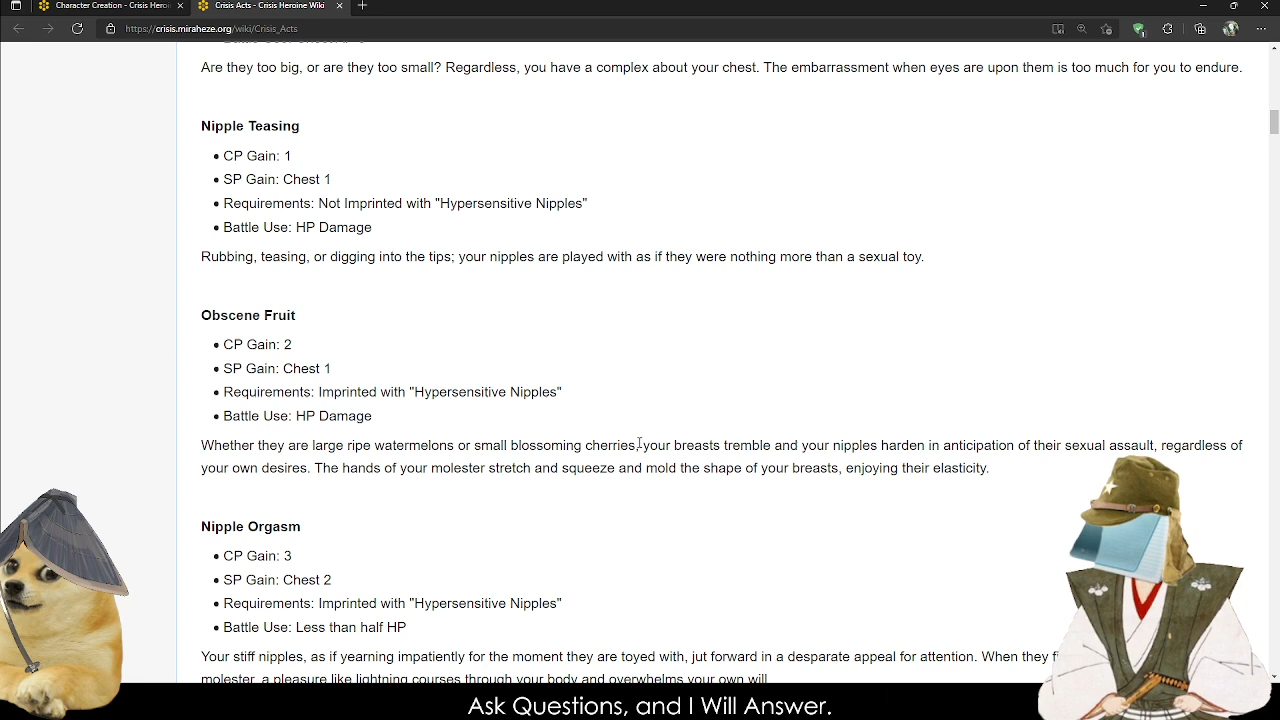 Character Creation - Crisis Heroi
Crisis Acts - Crisis Heroine Wiki
https://crisis.miraheze.org/wiki/Crisis_Acts
Are they too big, or are they too small? Regardless, you have a complex about your chest. The embarrassment when eyes are upon them is too much for you to endure.
Nipple Teasing
• CP Gain: 1
• SP Gain: Chest 1
• Requirements: Not Imprinted with "Hypersensitive Nipples"
• Battle Use: HP Damage
Rubbing, teasing, or digging into the tips; your nipples are played with as if they were nothing more than a sexual toy.
Obscene Fruit
• CP Gain: 2
• SP Gain: Chest 1
• Requirements: Imprinted with "Hypersensitive Nipples"
• Battle Use: HP Damage
Whether they are large ripe watermelons or small blossoming cherries, your breasts tremble and your nipples harden in anticipation of their sexual assault, regardless of
your own desires. The hands of your molester stretch and squeeze and mold the shape of your breasts, enjoying their elasticity.
Nipple Orgasm
• CP Gain: 3
• SP Gain: Chest 2
• Requirements: Imprinted with "Hypersensitive Nipples"
• Battle Use: Less than half HP
Your stiff nipples, as if yearning impatiently for the moment they are toyed with, jut forward in a desparate appeal for attention. When they
molester, a pleasure like lightning courses through your body and overwhelms your own will
Ask Questions, and I Will Answer.